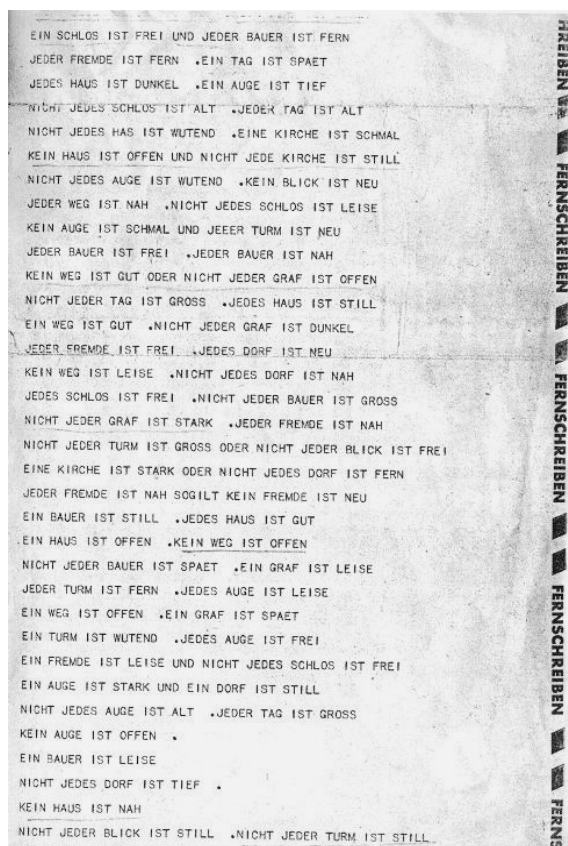 EIN SCHLOS IST FREI UND JEDER BAUER IST FERN
JEDER FREMDE IST FERN .EIN TAG IST SPAET
JEDES HAUS IST DUNKEL .EIN AUGE IST TIEF
NICHT JEDES SCHLOS IST ALT .JEDER TAG IST ALT
NICHT JEDES HAS IST WUTEND .EINE KIRCHE IST SCHMAL
KEIN HAUS IST OFFEN UND NICHT JEDE KIRCHE IST STILL
NICHT JEDES AUGE IST WUTEND .KEIN BLICK IST NEU
JEDER WEG IST NAH .NICHT JEDES SCHLOS IST LEISE
KEIN AUGE IST SCHMAL UND JEEER TURM IST NEU
JEDER BAUER IST FREI .JEDER BAUER IST NAH
KEIN WEG IST GUT ODER NICHT JEDER GRAF IST OFFEN
NICHT JEDER TAG IST GROSS .JEDES HAUS IST STILL
EIN WEG IST GUT .NICHT JEDER GRAF IST DUNKEL
JEDER FREMDE IST FREI .JEDES DORF IST NEU
KEIN WEG IST LEISE .NICHT JEDES DORF IST NAH
JEDES SCHLOS IST FREI .NICHT JEDER BAUER IST GROSS
NICHT JEDER GRAF IST STARK .JEDER FREMDE IST NAH
NICHT JEDER TURM IST GROSS ODER NICHT JEDER BLICK IST FREI
EINE KIRCHE IST STARK ODER NICHT JEDES DORF IST FERN
JEDER FREMDE IST NAH SOGILT KEIN FREMDE IST NEU
EIN BAUER IST STILL .JEDES HAUS IST GUT
EIN HAUS IST OFFEN .KEIN WEG IST OFFEN
NICHT JEDER BAUER IST SPAET .EIN GRAF IST LEISE
JEDER TURM IST FERN .JEDES AUGE IST LEISE
EIN WEG IST OFFEN .EIN GRAF IST SPAET
EIN TURM IST WUTEND .JEDES AUGE IST FREI
EIN FREMDE IST LEISE UND NICHT JEDES SCHLOS IST FREI
EIN AUGE IST STARK UND EIN DORF IST STILL
NICHT JEDES AUGE IST ALT .JEDER TAG IST GROSS
KEIN AUGE IST OFFEN .
EIN BAUER IST LEISE
NICHT JEDES DORF IST TIEF .
KEIN HAUS IST NAH
NICHT JEDER BLICK IST STILL .NICHT JEDER TURM IST STILL
HREIBEN
FERNSCHREIBEN
FERNSCHREIBEN
FERNSCHREIBEN
FERNS